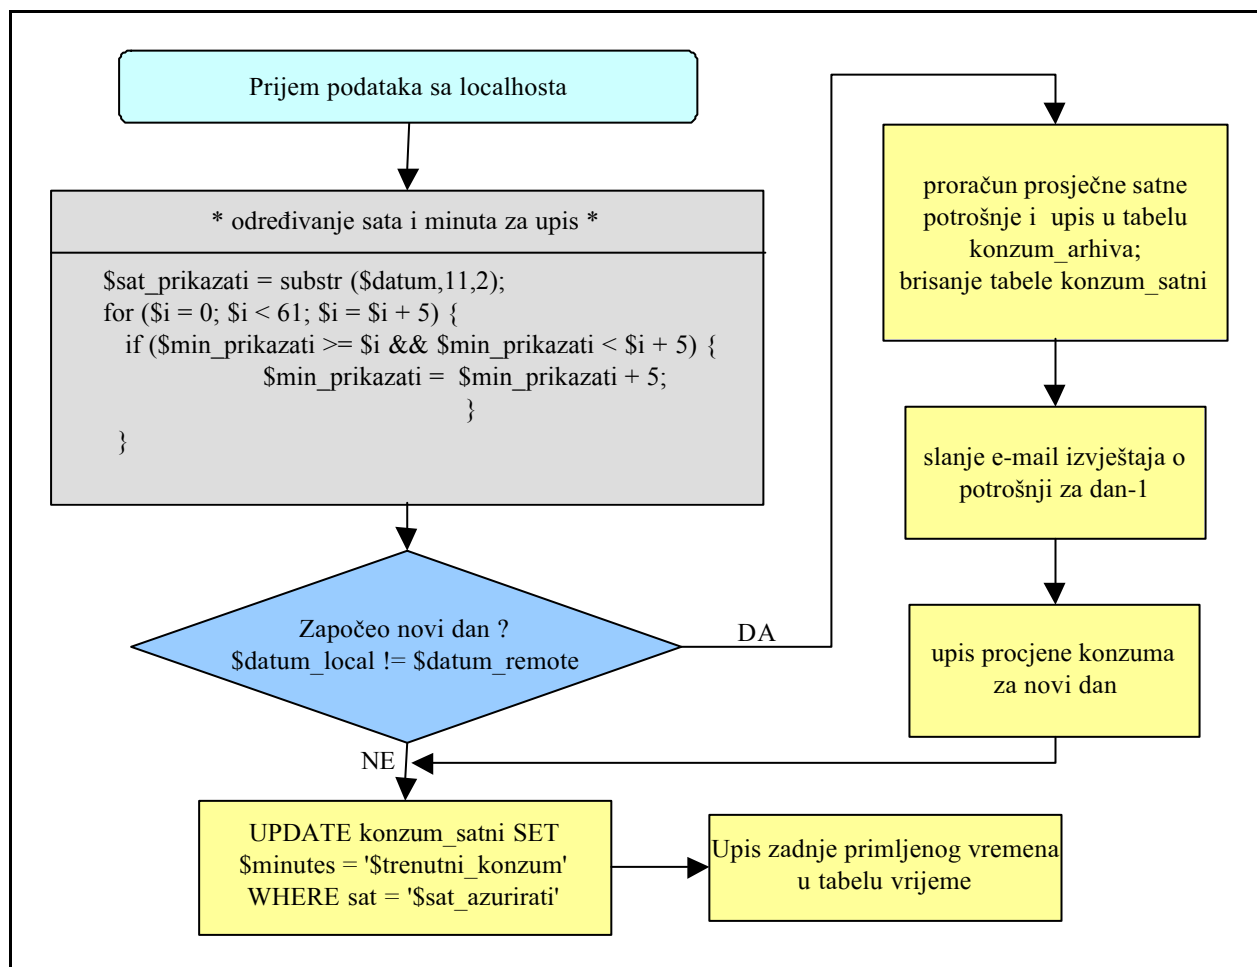 Prijem podataka sa localhosta
* određivanje sata i minuta za upis *
$sat_prikazati = substr ($datum,11,2);
for ($i = 0; $i < 61; $i = $i + 5) {
if ($min_prikazati >= $i && $min_prikazati < $i + 5) {
$min_prikazati =  $min_prikazati + 5;
}
}
Započeo novi dan ?
$datum_local != $datum_remote
DA
proračun prosječne satne
potrošnje i  upis u tabelu
konzum_arhiva;
brisanje tabele konzum_satni
slanje e-mail izvještaja o
potrošnji za dan-1
upis procjene konzuma
za novi dan
NE
UPDATE konzum_satni SET
$minutes = '$trenutni_konzum'
WHERE sat = '$sat_azurirati'
Upis zadnje primljenog vremena
u tabelu vrijeme